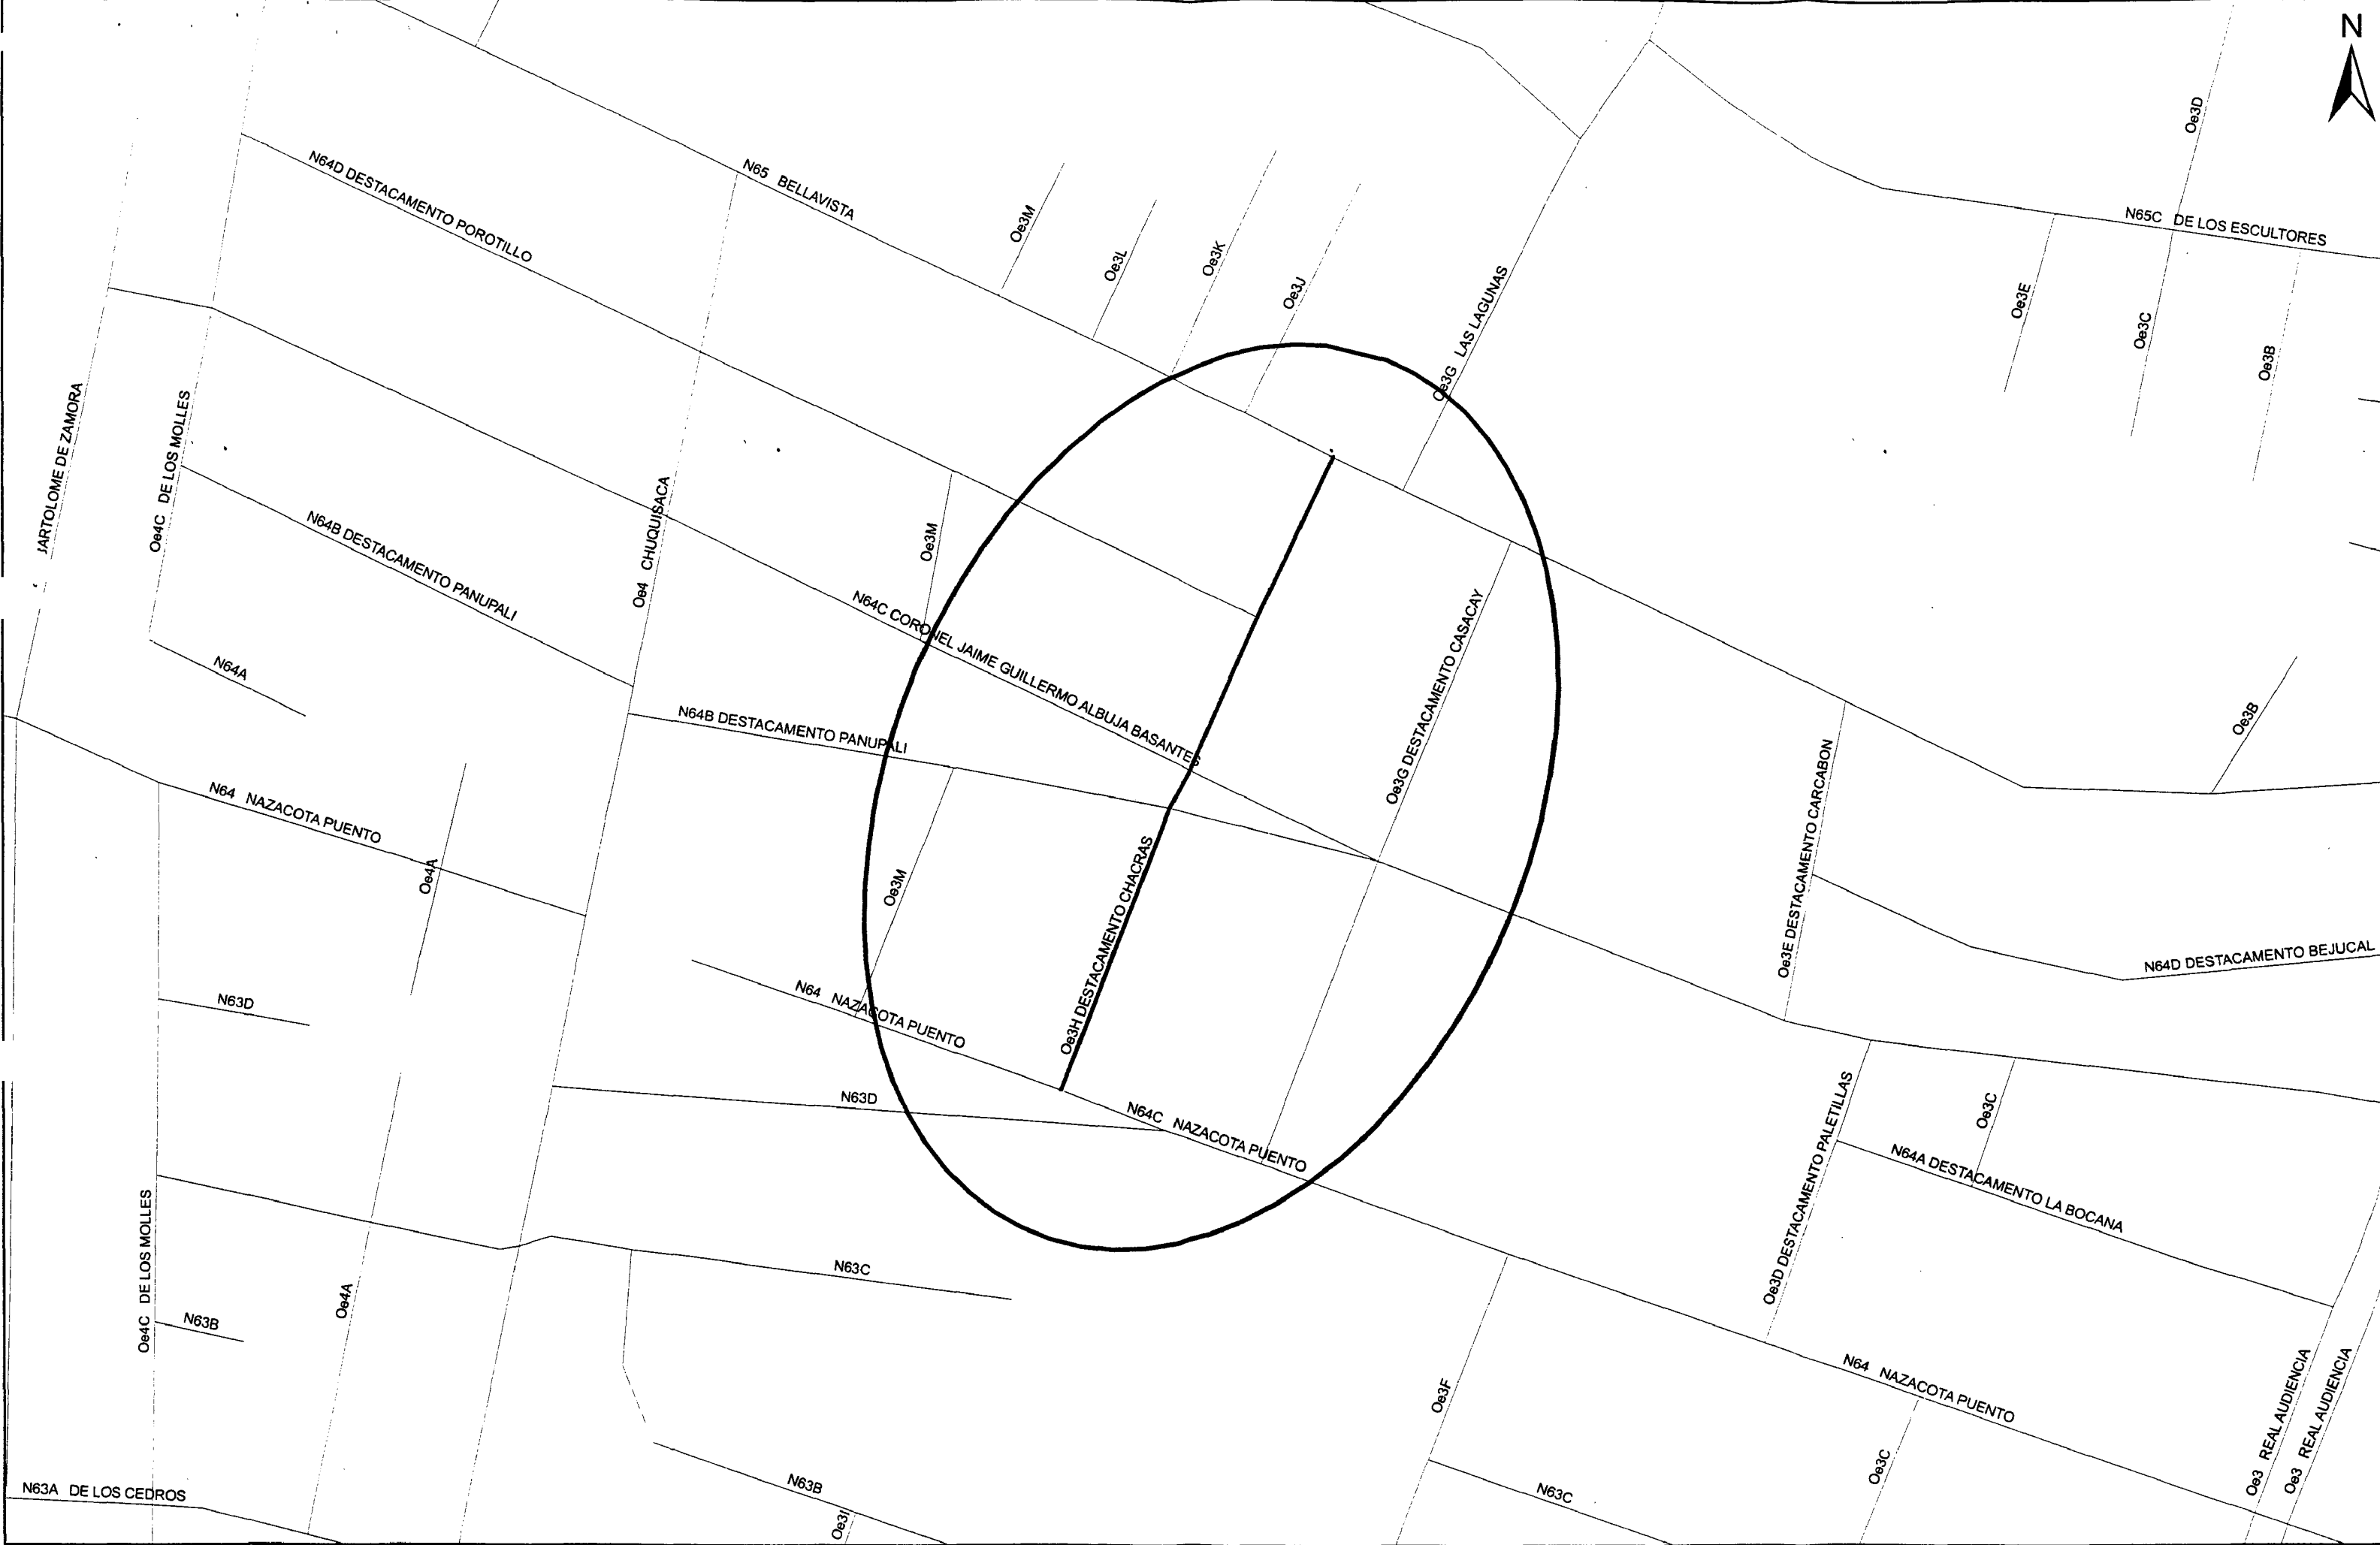 N
Oe3D
N64D DESTACAMENTO POROTILLO
N65 BELLAVISTA
Oe3M
Oe3L
Oe3K
Oe3J
Oe3G LAS LAGUNAS
N65C DE LOS ESCULTORES
Oe3E
Oe3C
Oe3B
BARTOLOME DE ZAMORA
Oe4C DE LOS MOLLES
N64B DESTACAMENTO PANUPALI
Oe4 CHUQUISACA
Oe3M
N64C CORONEL JAIME GUILLERMO ALBUJA BASANTES
Oe3G DESTACAMENTO CASACAY
N64A
N64B DESTACAMENTO PANUPALI
Oe3B
N64 NAZACOTA PUENTO
Oe4A
Oe3M
Oe3H DESTACAMENTO CHACRAS
Oe3E DESTACAMENTO CARCABON
N64D DESTACAMENTO BEJUCAL
N63D
N64 NAZACOTA PUENTO
N63D
N64C NAZACOTA PUENTO
Oe3D DESTACAMENTO PALETILLAS
Oe3C
N64A DESTACAMENTO LA BOCANA
Oe4C DE LOS MOLLES
N63B
Oe4A
N63C
Oe3F
N64 NAZACOTA PUENTO
Oe3 REAL AUDIENCIA
Oe3 REAL AUDIENCIA
N63A DE LOS CEDROS
N63B
Oe3I
N63C
Oe3C